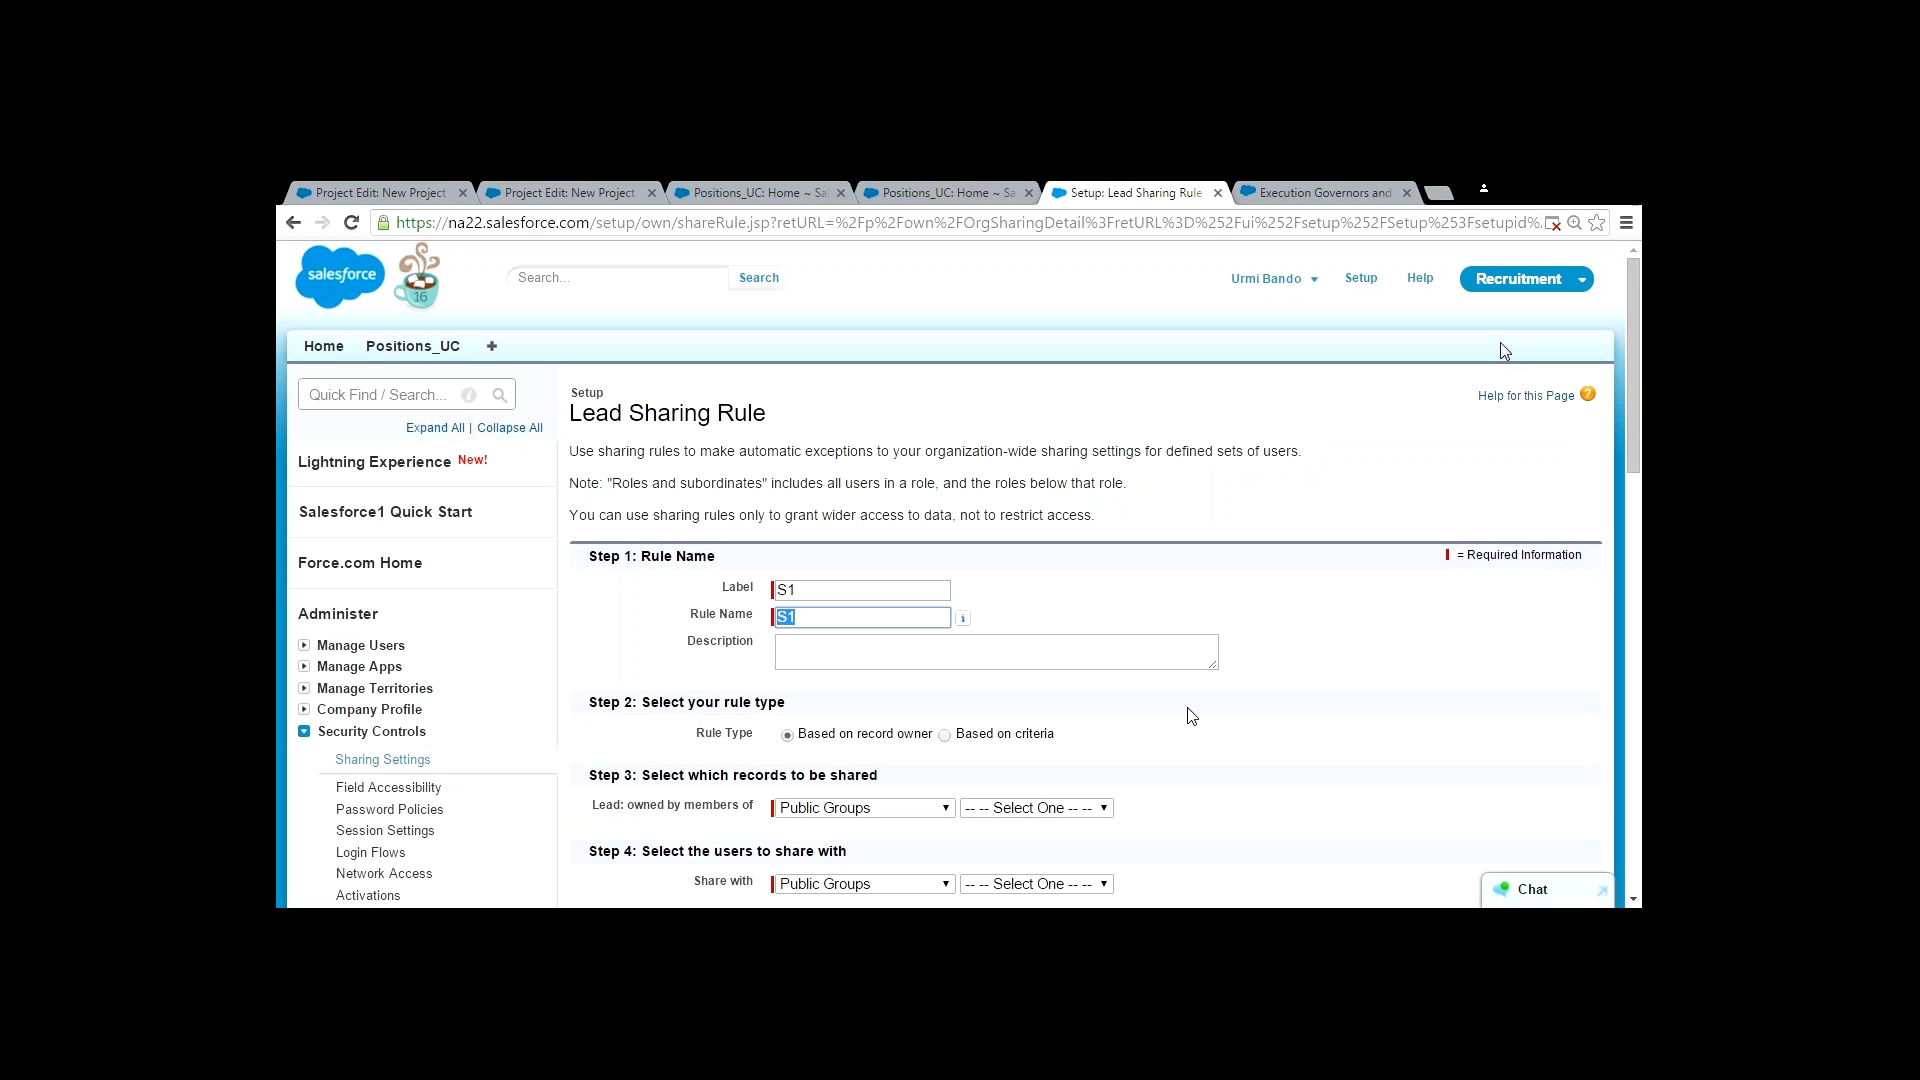 Project Edit: New Project
Project Edit: New Project
Positions_UC: Home ~ Sa
Positions_UC: Home ~ Sa
Setup: Lead Sharing Rule
Execution Governors and
https://na22.salesforce.com/setup/own/shareRule.jsp?retURL=%2Fp%2Fown%2FOrgSharingDetail%3FretURL%3D%252Fui%252Fsetup%252FSetup%253Fsetupid%.
salesforce
16
Search...
Search
Urmi Bando
Setup
Help
Recruitment
Home
Positions_UC
+
Quick Find / Search...
Expand All | Collapse All
Lightning Experience New!
Salesforce1 Quick Start
Force.com Home
Administer
Manage Users
Manage Apps
Manage Territories
Company Profile
Security Controls
Sharing Settings
Field Accessibility
Password Policies
Session Settings
Login Flows
Network Access
Activations
Setup
Lead Sharing Rule
Help for this Page ?
Use sharing rules to make automatic exceptions to your organization-wide sharing settings for defined sets of users.
Note: "Roles and subordinates" includes all users in a role, and the roles below that role.
You can use sharing rules only to grant wider access to data, not to restrict access.
Step 1: Rule Name
= Required Information
Label
S1
Rule Name
S1
i
Description
Step 2: Select your rule type
Rule Type
Based on record owner
Based on criteria
Step 3: Select which records to be shared
Lead: owned by members of
Public Groups
-- -- Select One -- --
Step 4: Select the users to share with
Share with
Public Groups
-- -- Select One -- --
Chat